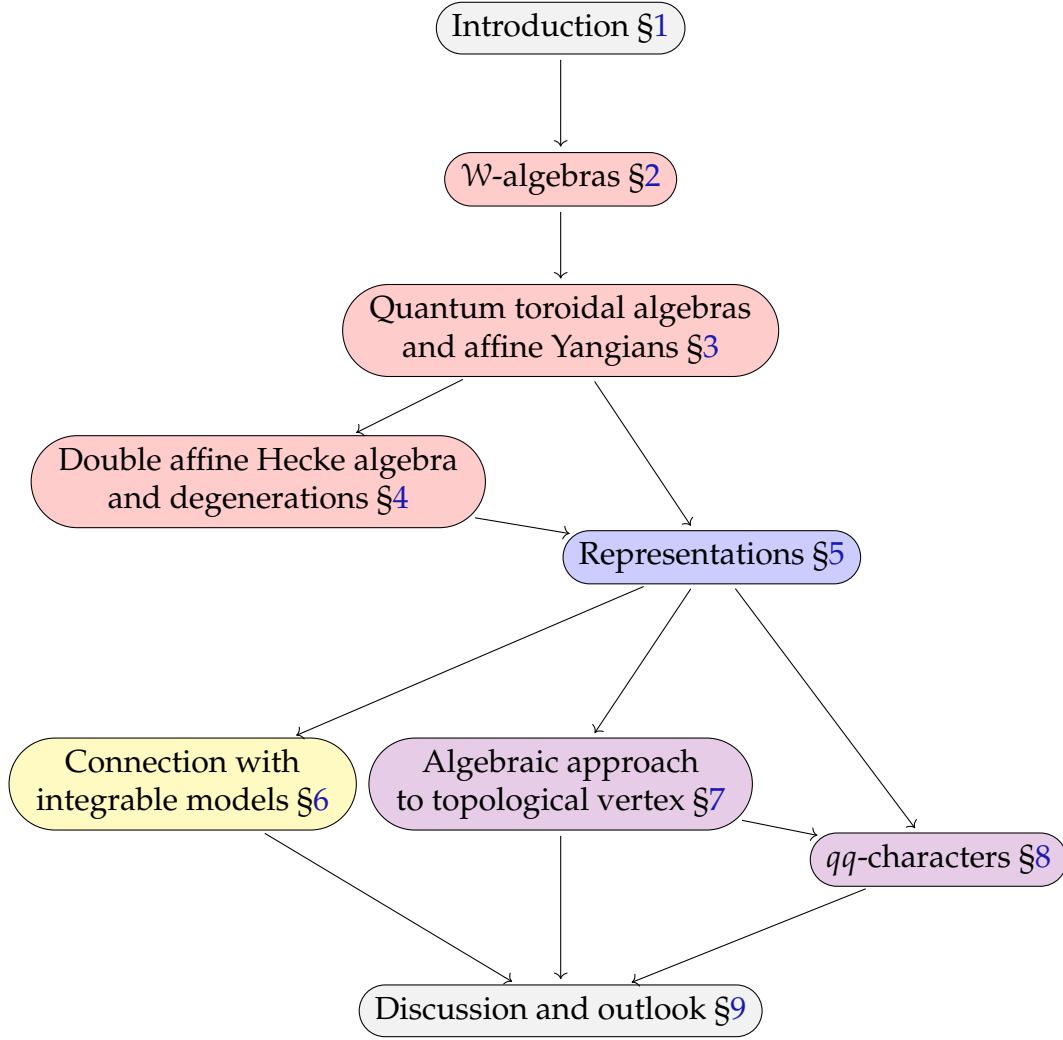 Introduction §1
𝒲-algebras §2
Quantum toroidal algebras
and affine Yangians §3
Double affine Hecke algebra
and degenerations §4
Representations §5
Connection with
integrable models §6
Algebraic approach
to topological vertex §7
qq-characters §8
Discussion and outlook §9